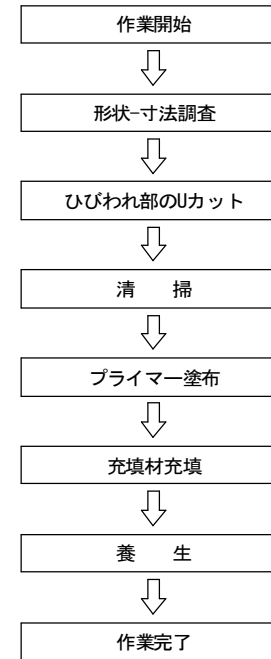 作業開始
形状-寸法調査
ひびわれ部のUカット
清　　掃
プライマー塗布
充填材充填
養　　生
作業完了